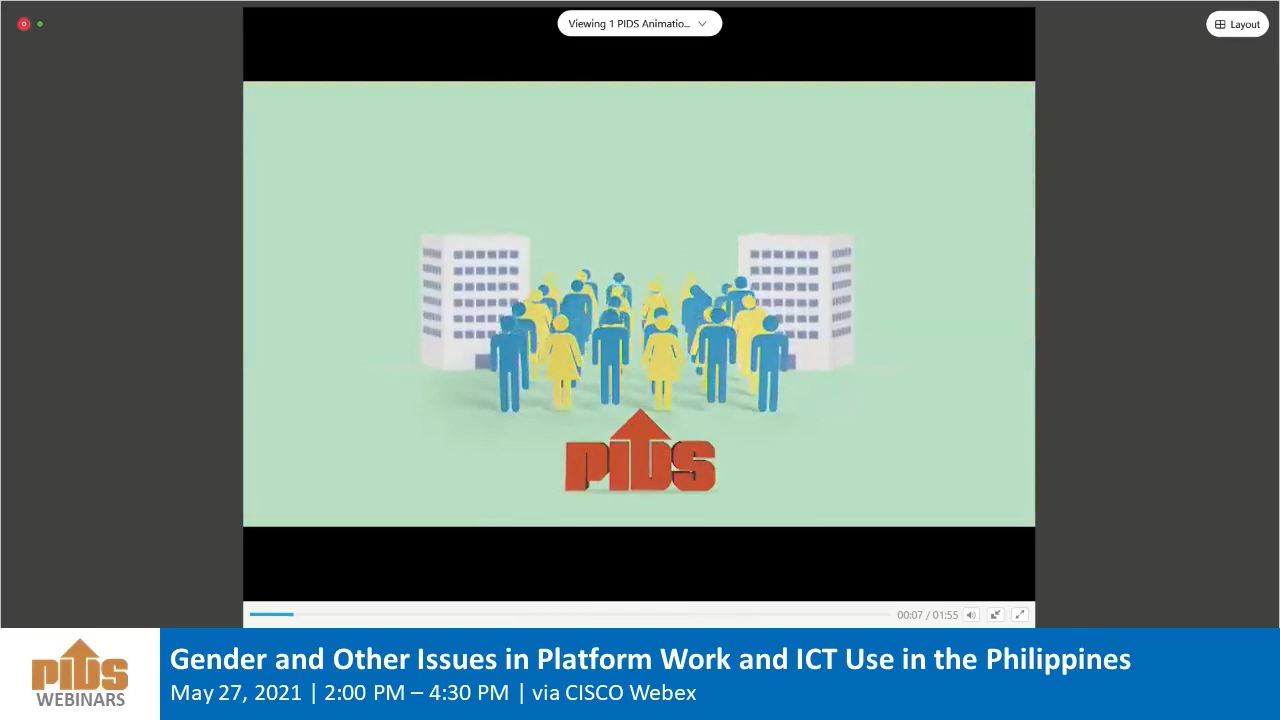 Viewing 1 PIDS Animatio...
Layout
PIDS
00:07 / 01:55
PIDS
WEBINARS
Gender and Other Issues in Platform Work and ICT Use in the Philippines
May 27, 2021 | 2:00 PM – 4:30 PM | via CISCO Webex